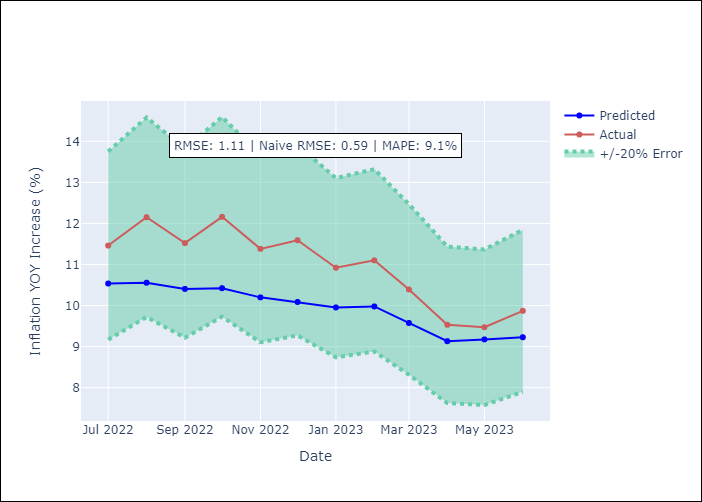 RMSE: 1.11 | Naive RMSE: 0.59 | MAPE: 9.1%
Predicted
Actual
+/-20% Error
Inflation YOY Increase (%)
14
13
12
11
10
9
8
Jul 2022
Sep 2022
Nov 2022
Jan 2023
Mar 2023
May 2023
Date